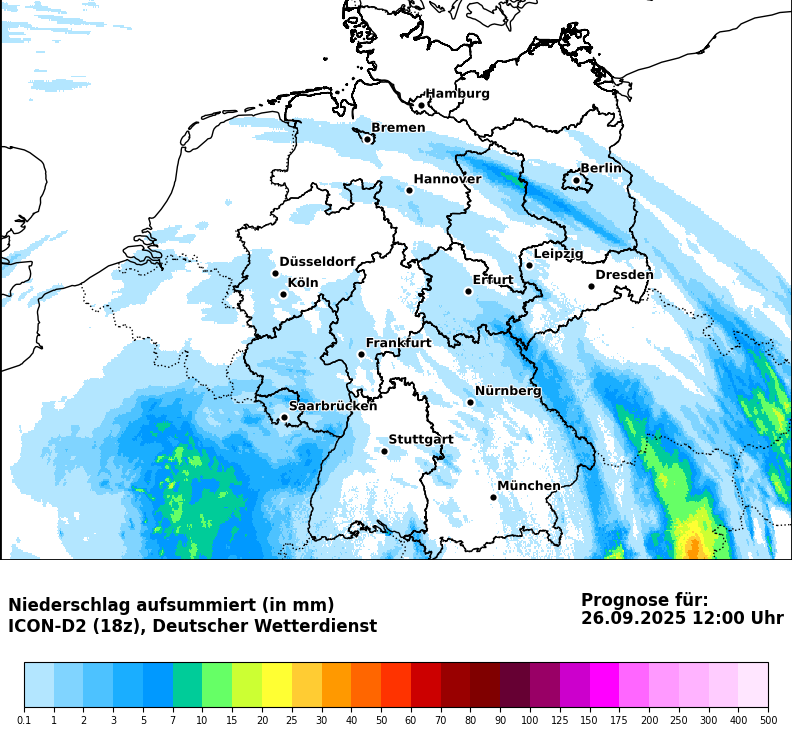 Hamburg
Bremen
Berlin
Hannover
Leipzig
Düsseldorf
Köln
Erfurt
Dresden
Frankfurt
Nürnberg
Saarbrücken
Stuttgart
München
Niederschlag aufsummiert (in mm)
ICON-D2 (18z), Deutscher Wetterdienst
Prognose für:
26.09.2025 12:00 Uhr
0.1 1 2 3 5 7 10 15 20 25 30 40 50 60 70 80 90 100 125 150 175 200 250 300 400 500